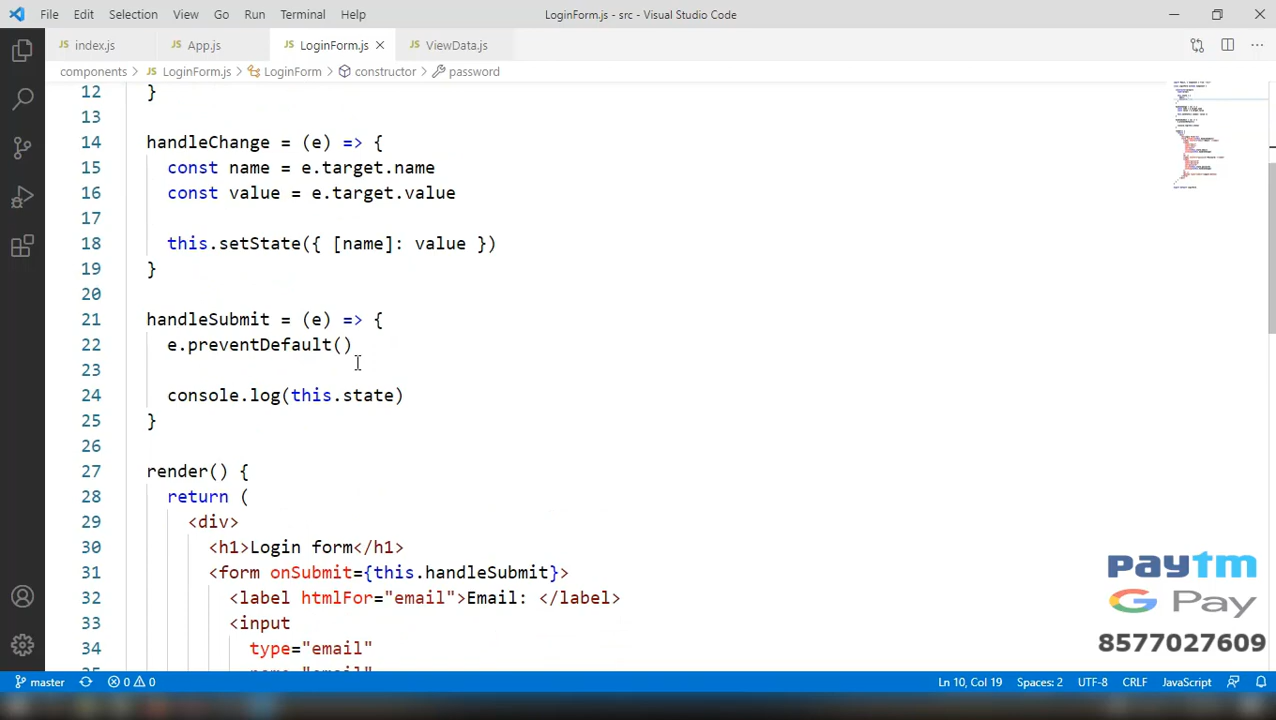 File Edit Selection View Go Run Terminal Help LoginForm.js - src - Visual Studio Code
index.js App.js LoginForm.js ViewData.js
components > LoginForm.js > LoginForm > constructor > password
12 }
13
14 handleChange = (e) => {
15 const name = e.target.name
16 const value = e.target.value
17
18 this.setState({ [name]: value })
19 }
20
21 handleSubmit = (e) => {
22 e.preventDefault()
23
24 console.log(this.state)
25 }
26
27 render() {
28 return (
29 <div>
30 <h1>Login form</h1>
31 <form onSubmit={this.handleSubmit}>
32 <label htmlFor="email">Email: </label>
33 <input
34 type="email"
35 name="email"
paytm
G Pay
8577027609
master 0 0 Ln 10, Col 19 Spaces: 2 UTF-8 CRLF JavaScript